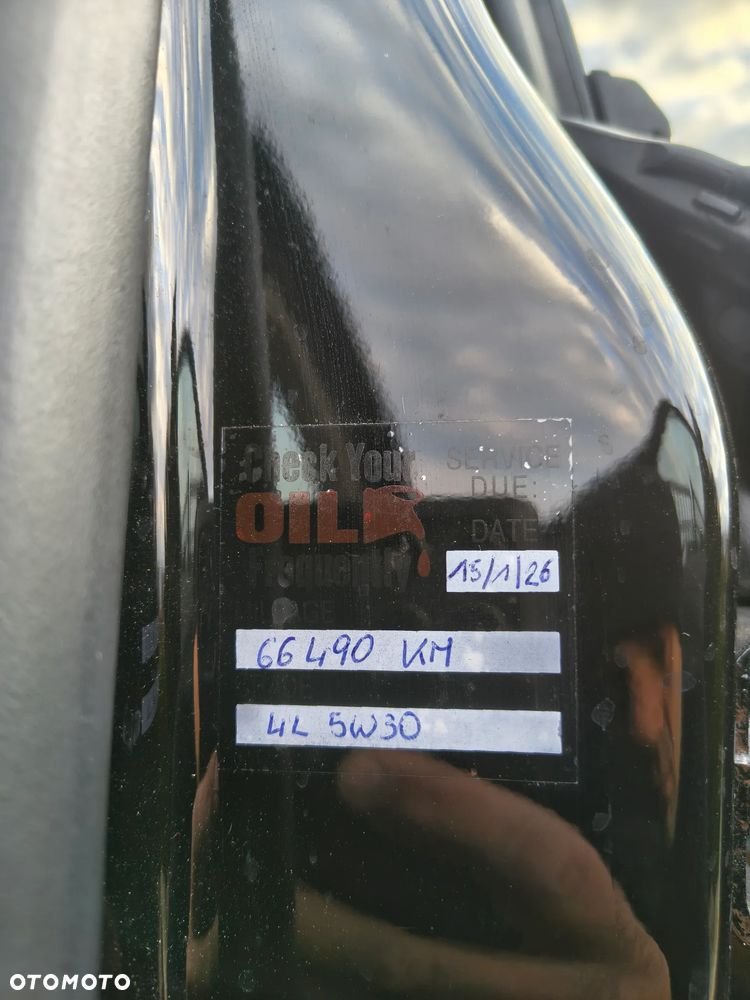 Check Your
OIL
Frequently
SERVICE
DUE:
DATE
15/1/26
66490 KM
4L 5W30
OTOMOTO